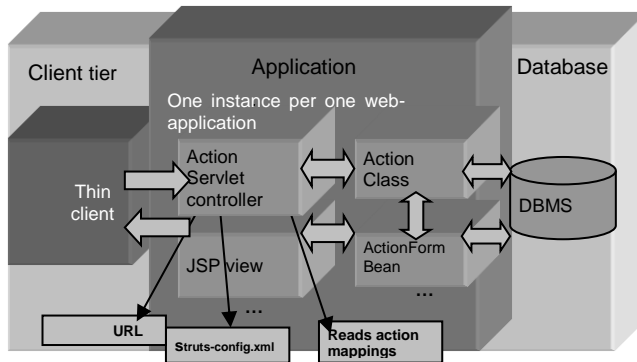 Client tier
Application
Database
One instance per one web-
application
Thin
client
Action
Servlet
controller
Action
Class
DBMS
JSP view
ActionForm
Bean
...
...
URL
Struts-config.xml
Reads action
mappings